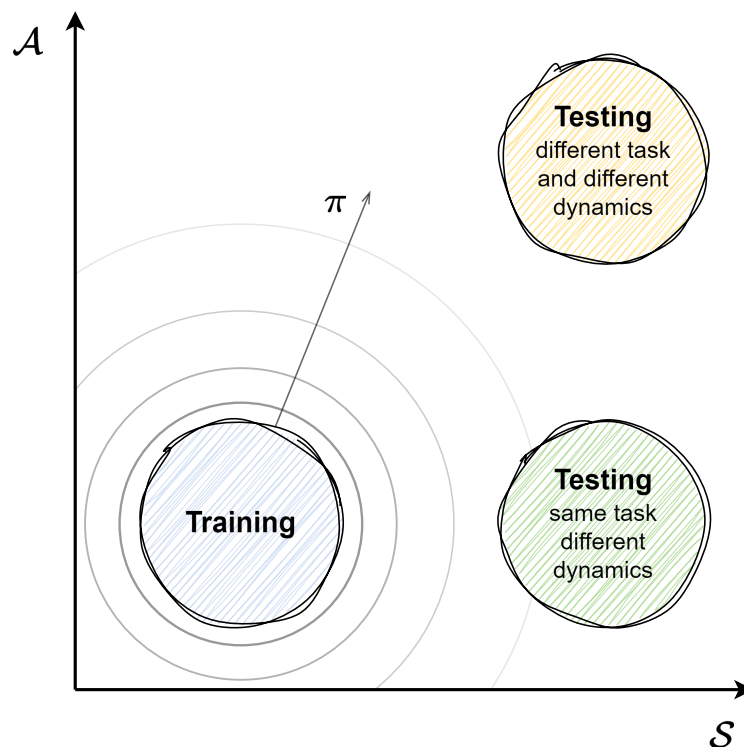 𝒜
Testing
different task
and different
dynamics
π
Testing
same task
different
dynamics
Training
𝒮